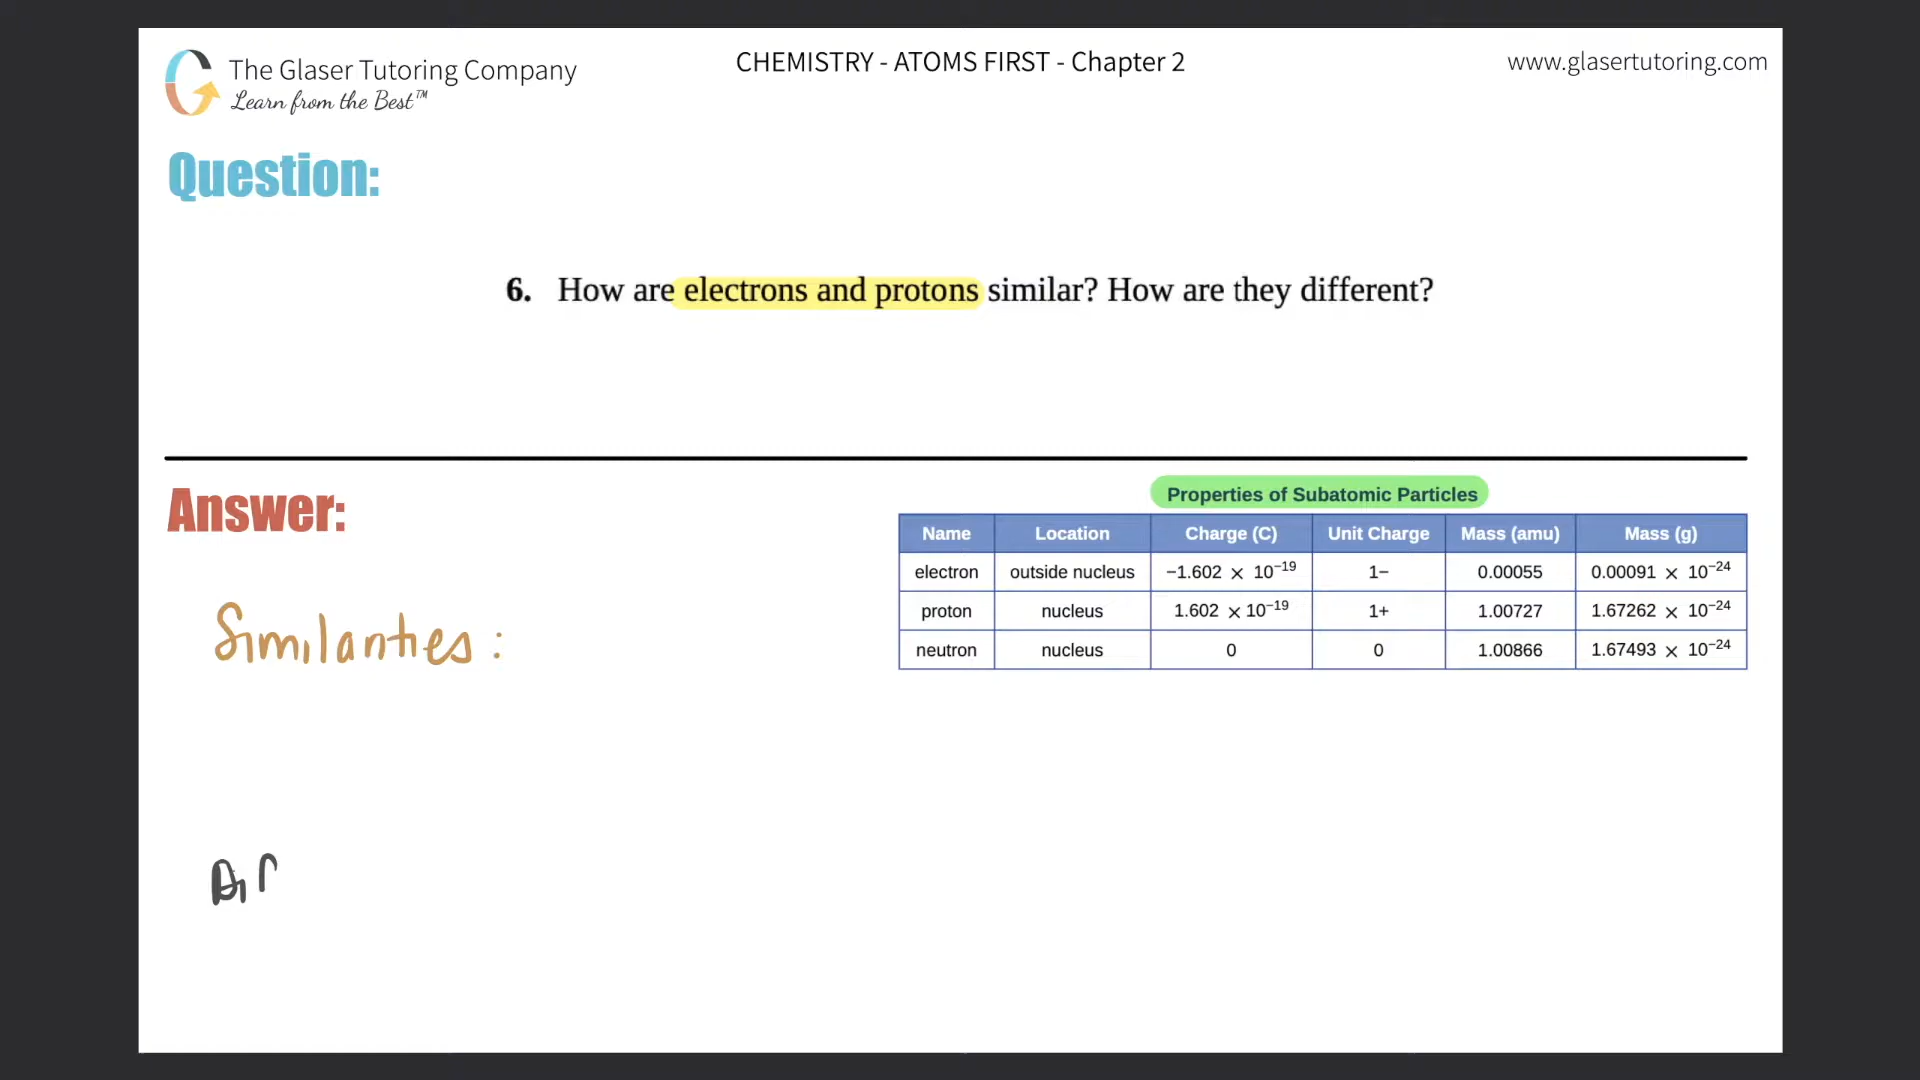 The Glaser Tutoring Company
Learn from the Best™
CHEMISTRY - ATOMS FIRST - Chapter 2
www.glasertutoring.com
Question:
6. How are electrons and protons similar? How are they different?
Answer:
Properties of Subatomic Particles
Name Location Charge (C) Unit Charge Mass (amu) Mass (g)
electron outside nucleus −1.602 × 10⁻¹⁹ 1− 0.00055 0.00091 × 10⁻²⁴
proton nucleus 1.602 × 10⁻¹⁹ 1+ 1.00727 1.67262 × 10⁻²⁴
neutron nucleus 0 0 1.00866 1.67493 × 10⁻²⁴
Similarities: